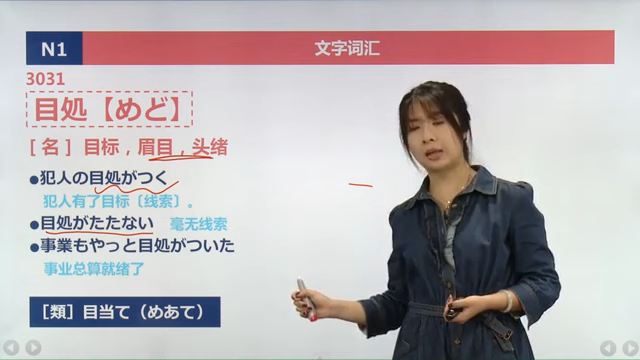 N1
文字词汇
3031
目処【めど】
[ 名 ] 目标，眉目，头绪
●犯人の目処がつく
犯人有了目标〔线索〕。
●目処がたたない 毫无线索
●事業もやっと目処がついた
事业总算就绪了
［類］目当て（めあて）